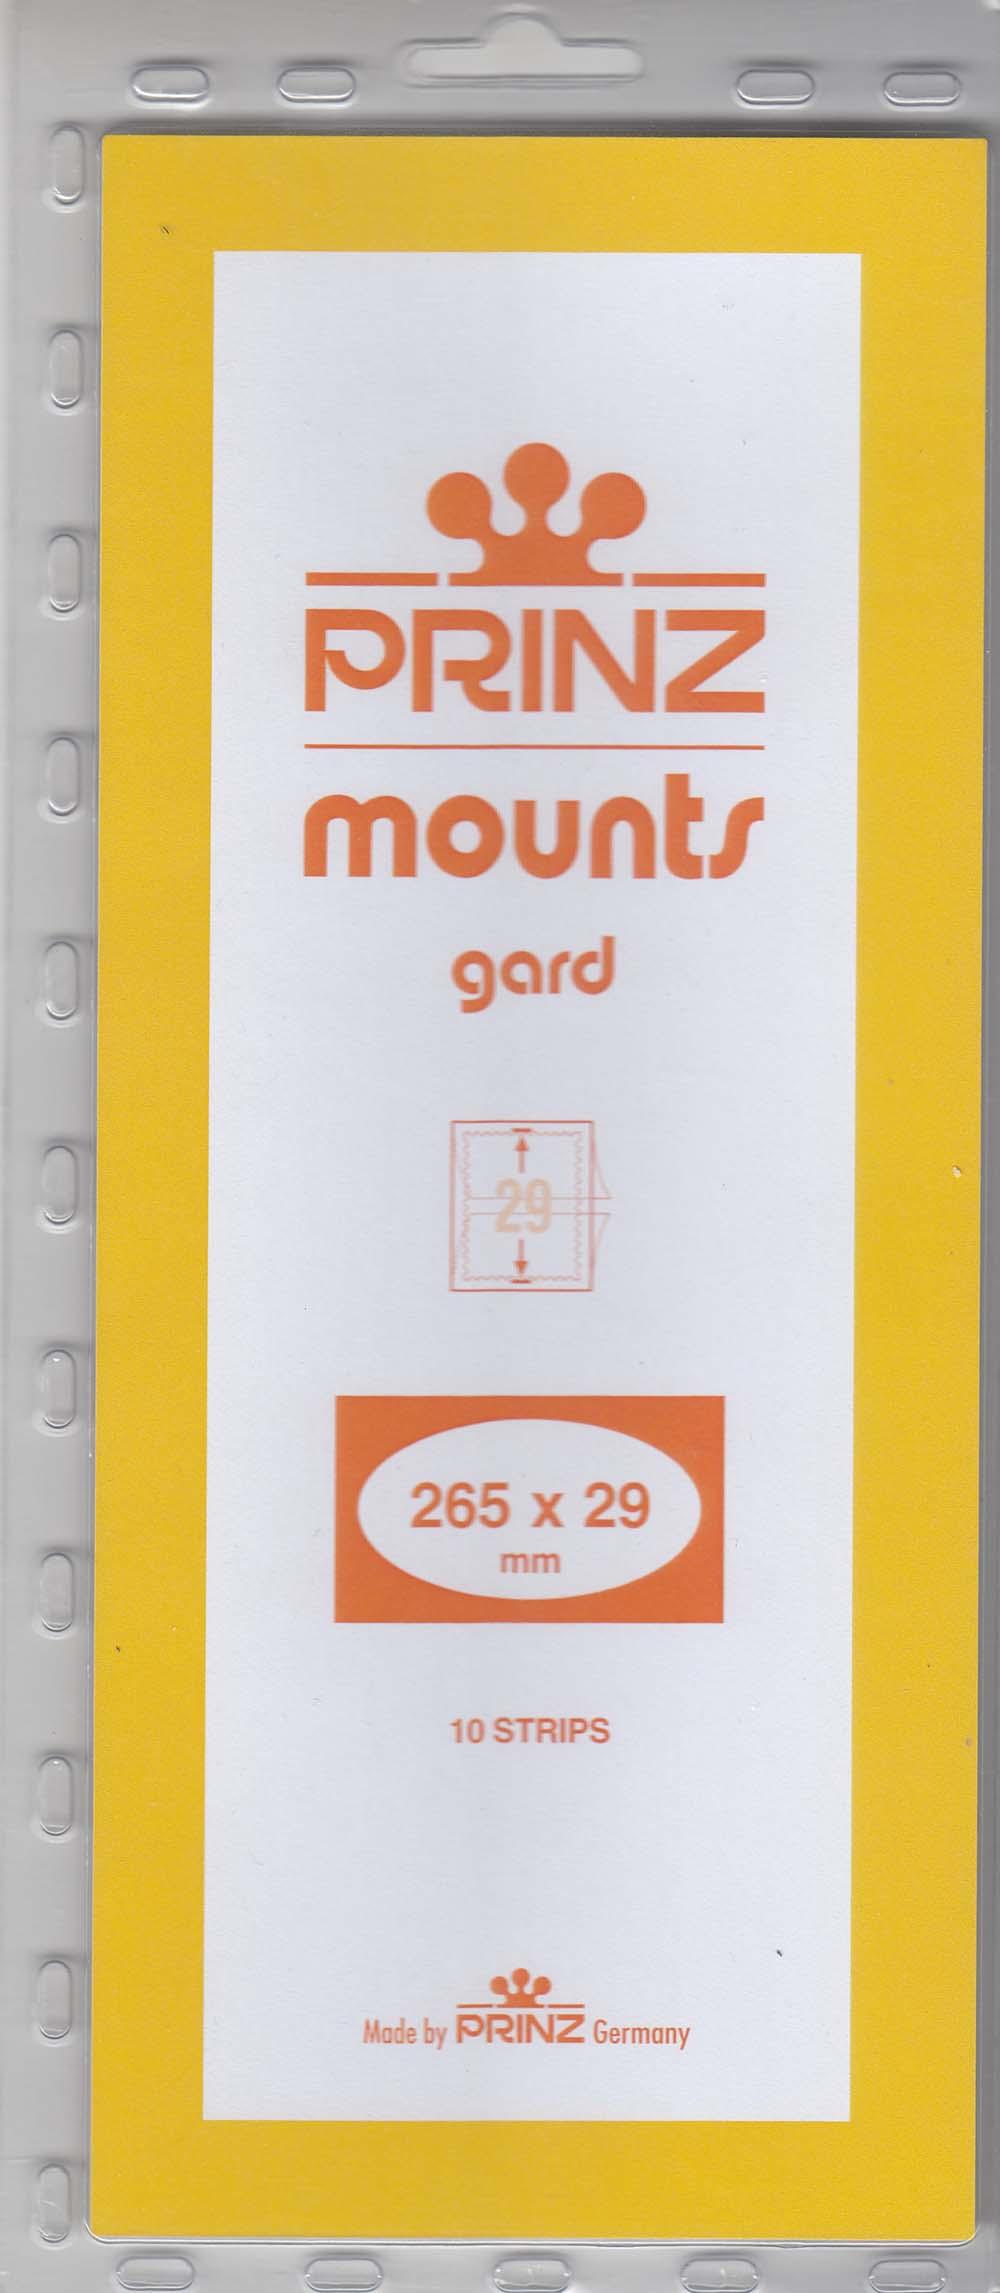 PRINZ
mounts
gard
29
265 x 29
mm
10 STRIPS
Made by PRINZ Germany